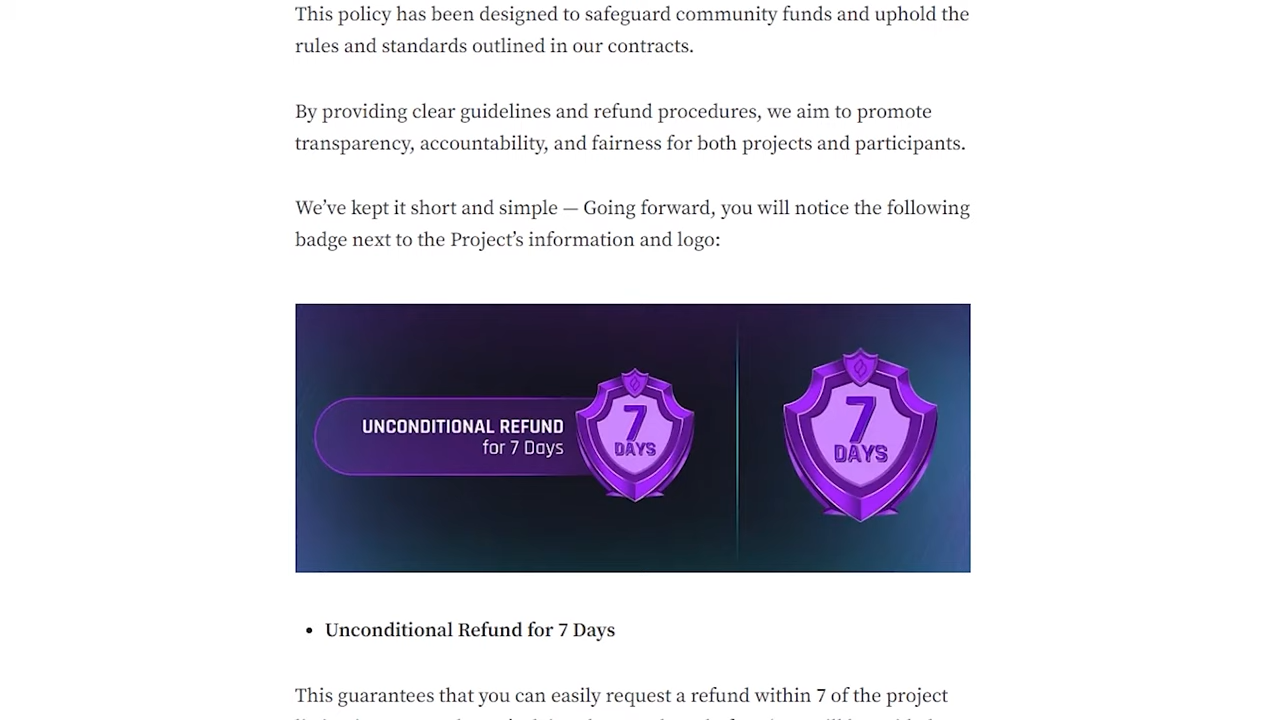 This policy has been designed to safeguard community funds and uphold the
rules and standards outlined in our contracts.
By providing clear guidelines and refund procedures, we aim to promote
transparency, accountability, and fairness for both projects and participants.
We’ve kept it short and simple — Going forward, you will notice the following
badge next to the Project’s information and logo:
UNCONDITIONAL REFUND
for 7 Days
7
DAYS
7
DAYS
• Unconditional Refund for 7 Days
This guarantees that you can easily request a refund within 7 of the project